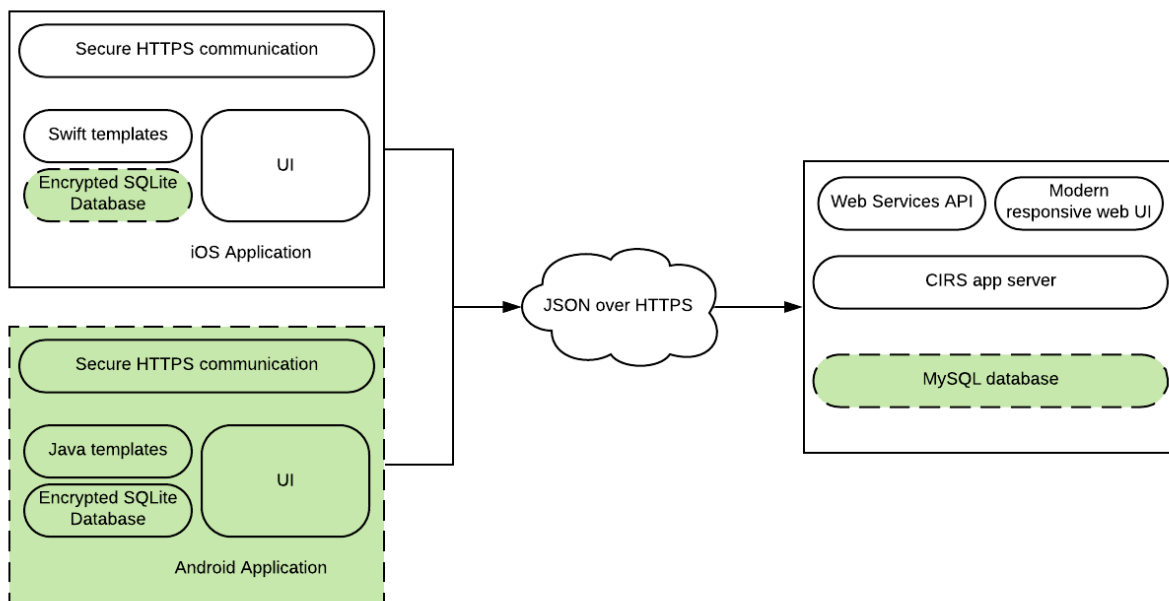 Secure HTTPS communication
Swift templates
UI
Encrypted SQLite
Database
iOS Application
Secure HTTPS communication
Java templates
UI
Encrypted SQLite
Database
Android Application
JSON over HTTPS
Web Services API
Modern
responsive web UI
CIRS app server
MySQL database